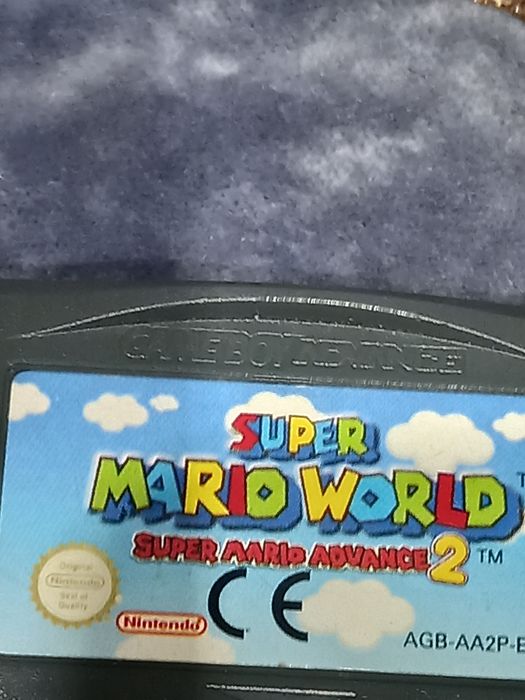 GAME BOY ADVANCE
SUPER
MARIO WORLD TM
SUPER MARIO ADVANCE 2 TM
Original
Nintendo
Seal of
Quality
Nintendo
CE
AGB-AA2P-E